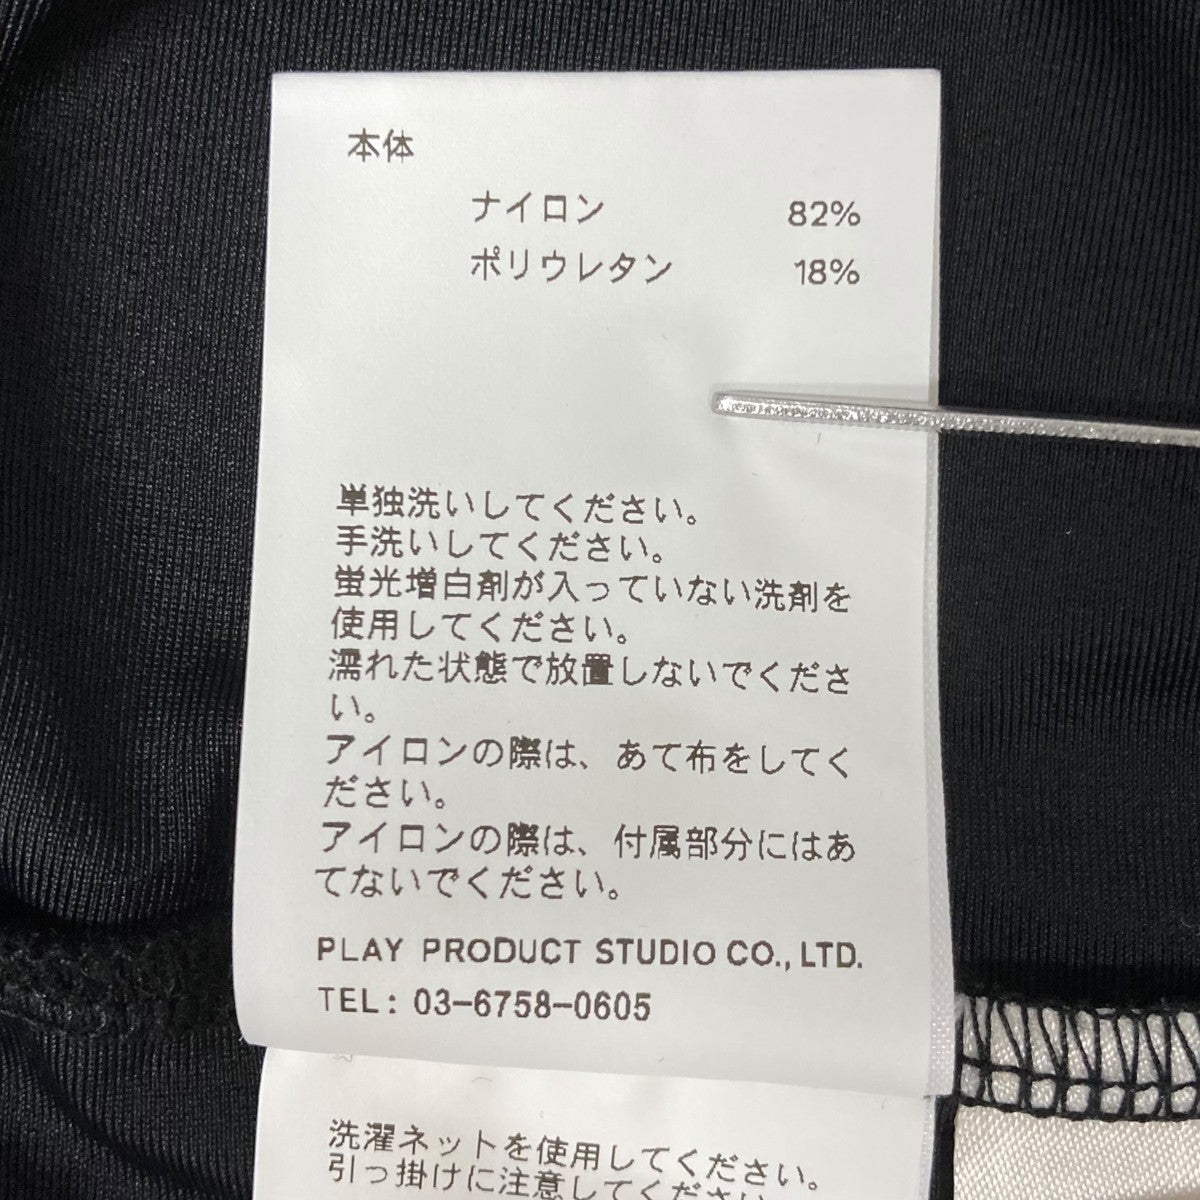 本体
ナイロン 82%
ポリウレタン 18%
単独洗いしてください。
手洗いしてください。
蛍光増白剤が入っていない洗剤を
使用してください。
濡れた状態で放置しないでくださ
い。
アイロンの際は、あて布をしてく
ださい。
アイロンの際は、付属部分にはあ
てないでください。
PLAY PRODUCT STUDIO CO., LTD.
TEL: 03-6758-0605
洗濯ネットを使用してください。
引っ掛けに注意してください。